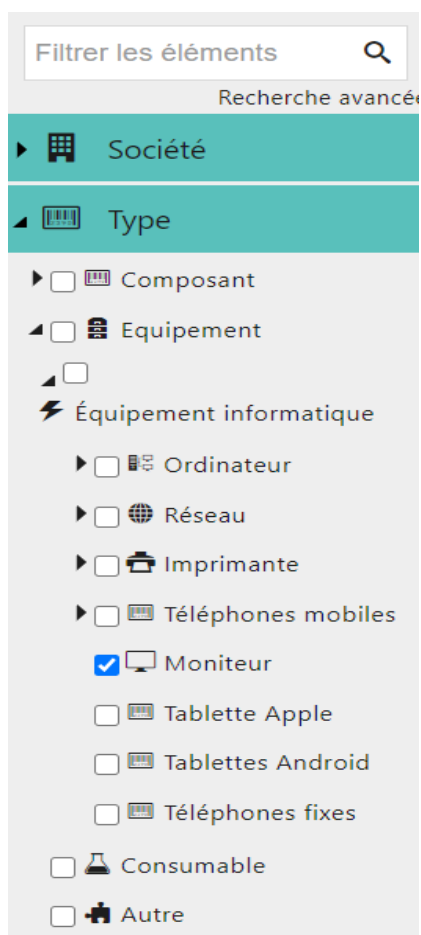 Filtrer les éléments
Recherche avancée
Société
Type
Composant
Equipement
Équipement informatique
Ordinateur
Réseau
Imprimante
Téléphones mobiles
Moniteur
Tablette Apple
Tablettes Android
Téléphones fixes
Consumable
Autre